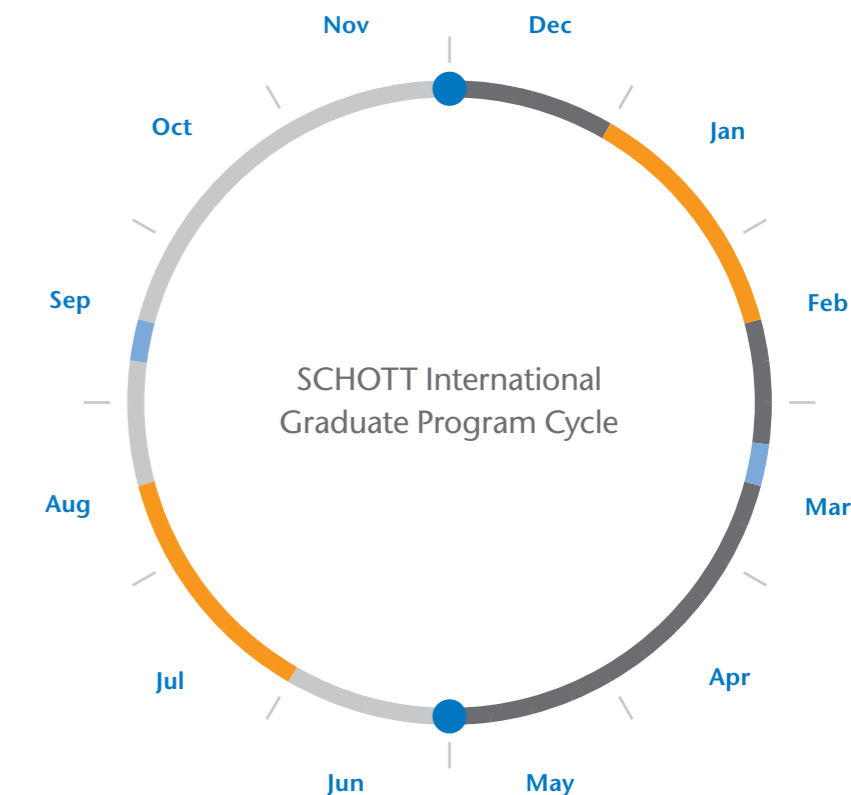 Nov
Dec
Oct
Jan
Sep
Feb
SCHOTT International
Graduate Program Cycle
Aug
Mar
Jul
Apr
Jun
May